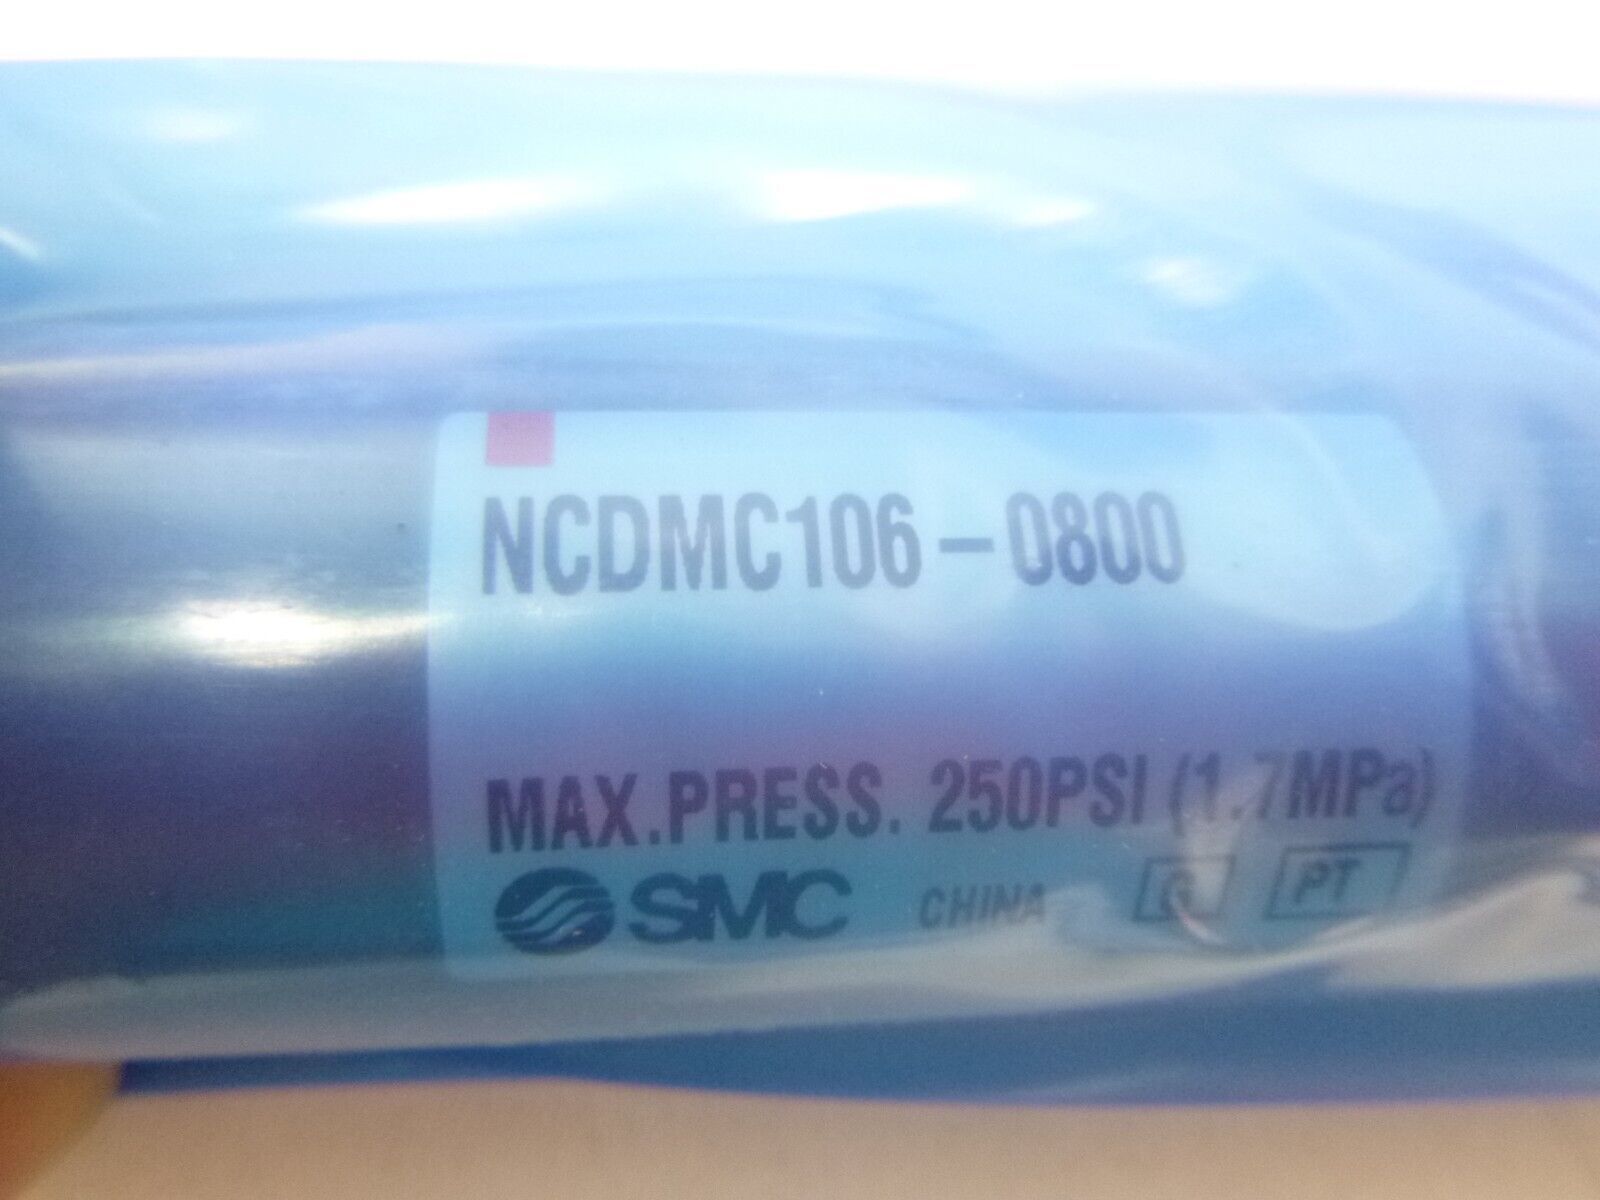 NCDMC106-0800
MAX.PRESS. 250PSI (1.7MPa)
SMC CHINA G PT